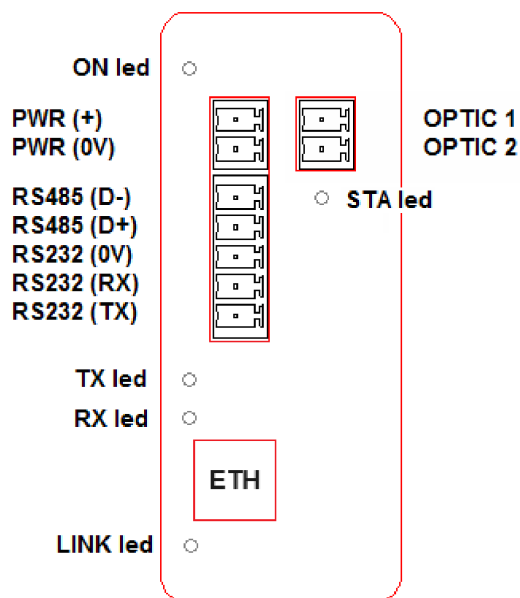 ON led
PWR (+)
PWR (0V)
OPTIC 1
OPTIC 2
RS485 (D-)
RS485 (D+)
RS232 (0V)
RS232 (RX)
RS232 (TX)
STA led
TX led
RX led
ETH
LINK led